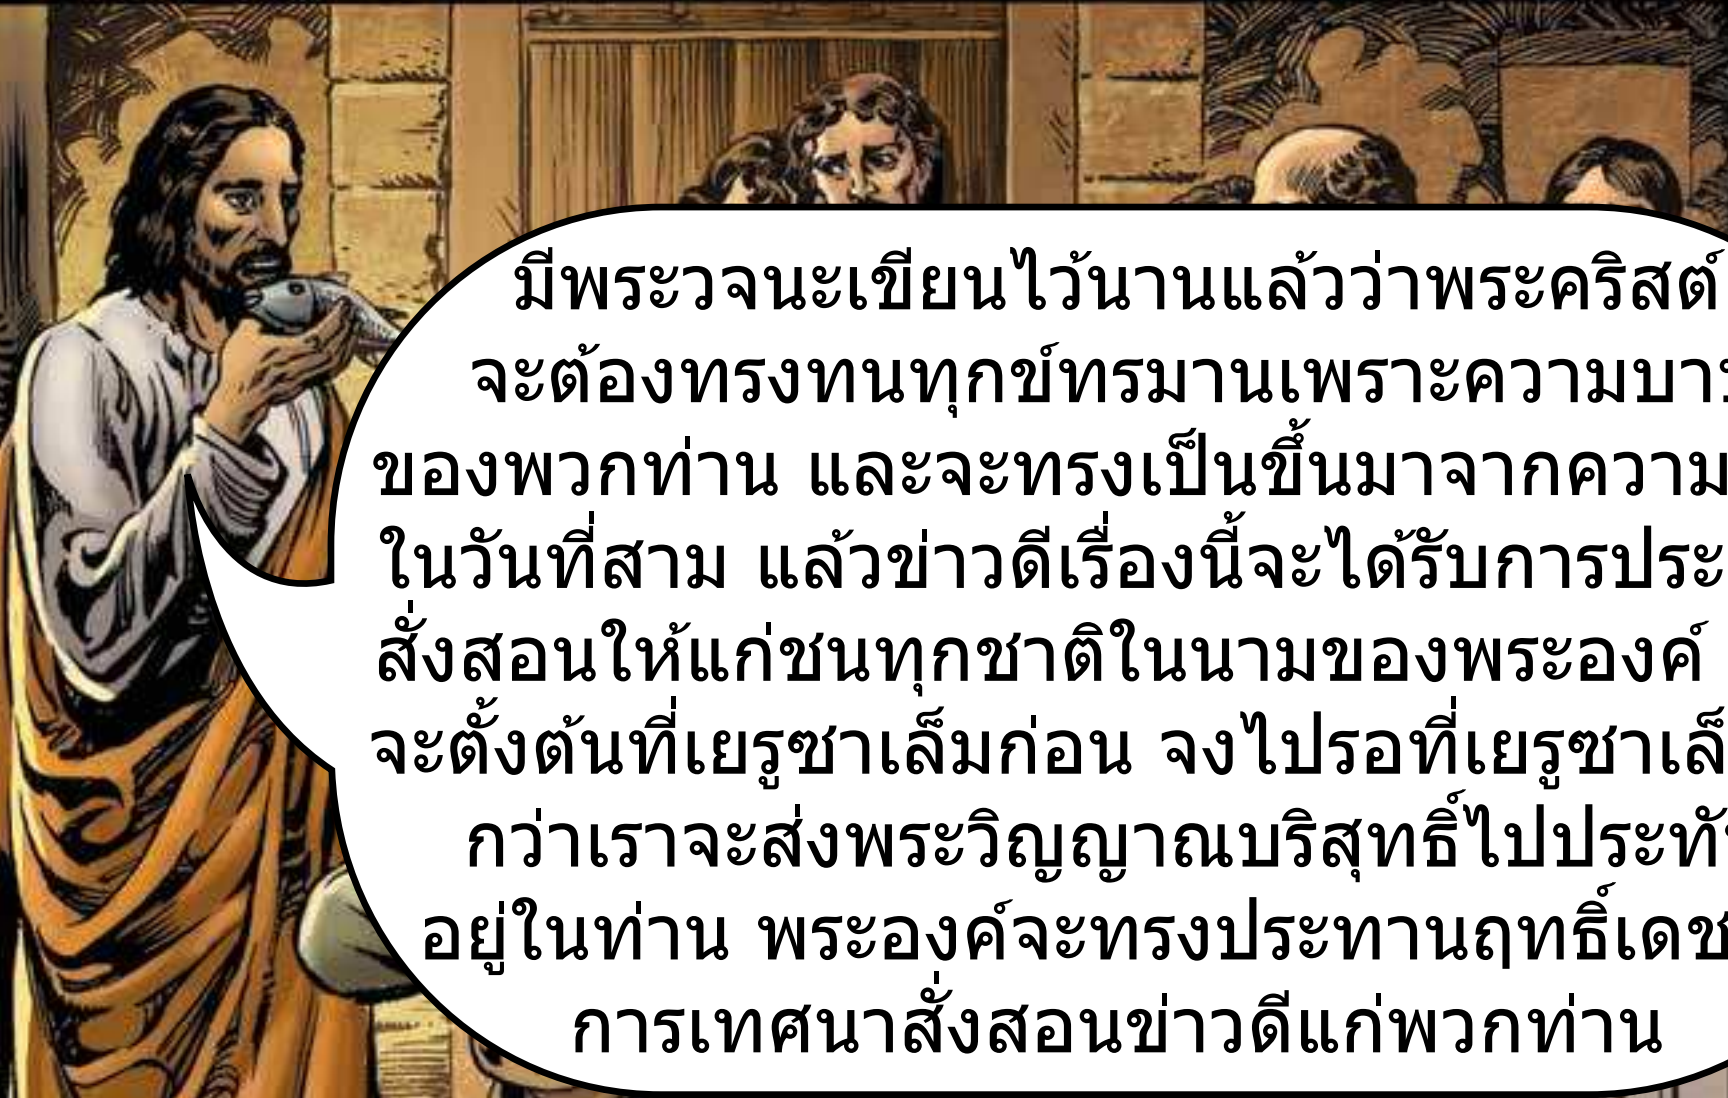 มีพระวจนะเขียนไว้นานแล้วว่าพระคริสต์
จะต้องทรงทนทุกข์ทรมานเพราะความบาป
ของพวกท่าน และจะทรงเป็นขึ้นมาจากความ
ในวันที่สาม แล้วข่าวดีเรื่องนี้จะได้รับการประ
สั่งสอนให้แก่ชนทุกชาติในนามของพระองค์
จะตั้งต้นที่เยรูซาเล็มก่อน จงไปรอที่เยรูซาเล็
กว่าเราจะส่งพระวิญญาณบริสุทธิ์ไปประทับ
อยู่ในท่าน พระองค์จะทรงประทานฤทธิ์เดช
การเทศนาสั่งสอนข่าวดีแก่พวกท่าน